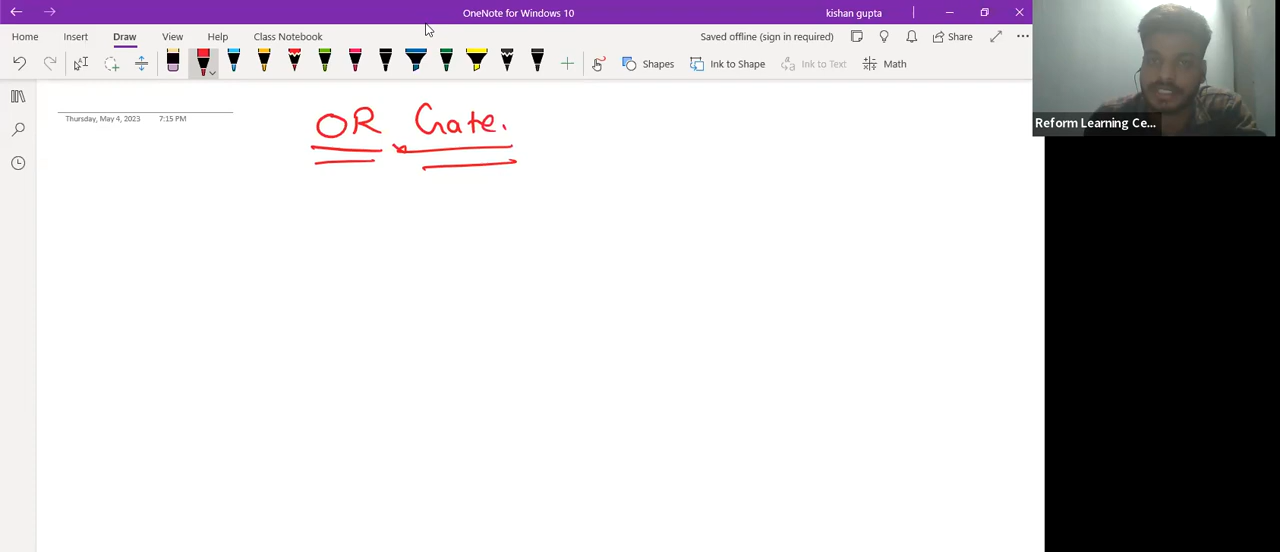 OneNote for Windows 10
kishan gupta
Home Insert Draw View Help Class Notebook
Saved offline (sign in required)
Share
Shapes
Ink to Shape
Ink to Text
Math
Reform Learning Ce...
Thursday, May 4, 2023 7:15 PM
OR Gate.